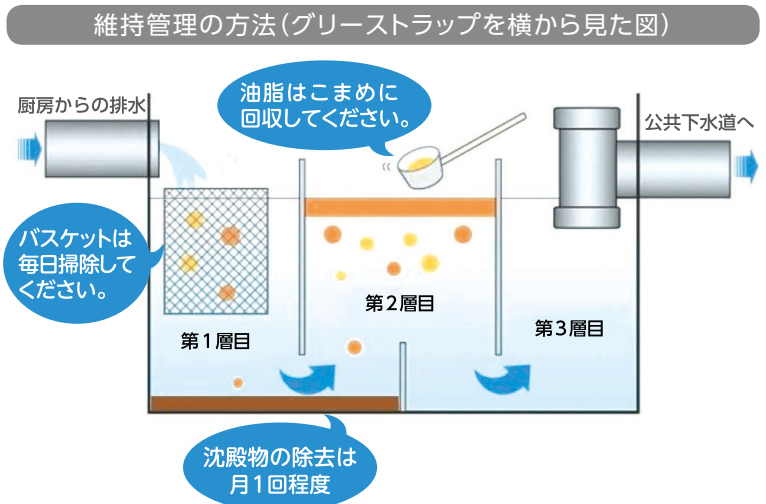 維持管理の方法(グリーストラップを横から見た図)
厨房からの排水
油脂はこまめに
回収してください。
公共下水道へ
バスケットは
毎日掃除して
ください。
第1層目
第2層目
第3層目
沈殿物の除去は
月1回程度